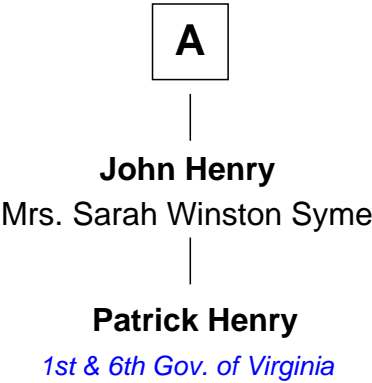 A
John Henry
Mrs. Sarah Winston Syme
Patrick Henry
1st & 6th Gov. of Virginia